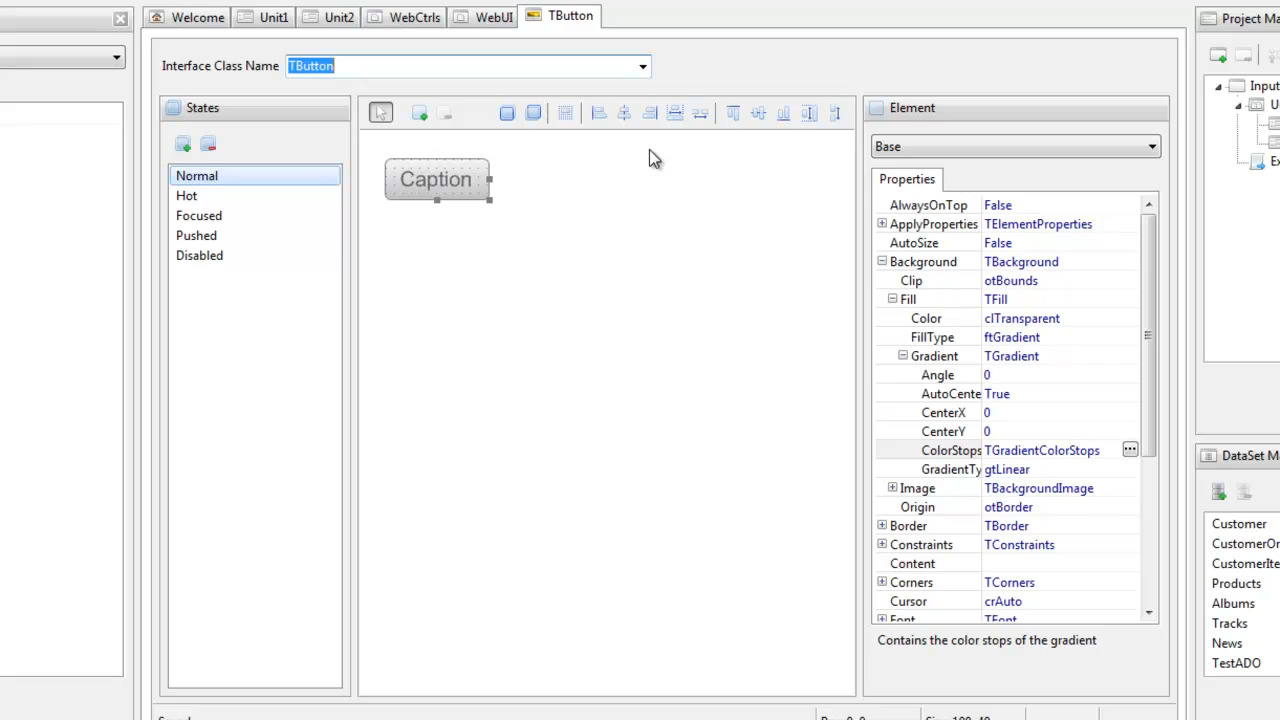 Welcome
Unit1
Unit2
WebCtrls
WebUI
TButton
Project Ma
Interface Class Name
TButton
States
Element
Base
Normal
Hot
Focused
Pushed
Disabled
Caption
Properties
AlwaysOnTop False
ApplyProperties TElementProperties
AutoSize False
Background TBackground
Clip otBounds
Fill TFill
Color clTransparent
FillType ftGradient
Gradient TGradient
Angle 0
AutoCente True
CenterX 0
CenterY 0
ColorStops TGradientColorStops
GradientTy gtLinear
Image TBackgroundImage
Origin otBorder
Border TBorder
Constraints TConstraints
Content
Corners TCorners
Cursor crAuto
Font TFont
Contains the color stops of the gradient
Input
U
Ex
DataSet M
Customer
CustomerOr
CustomerIte
Products
Albums
Tracks
News
TestADO